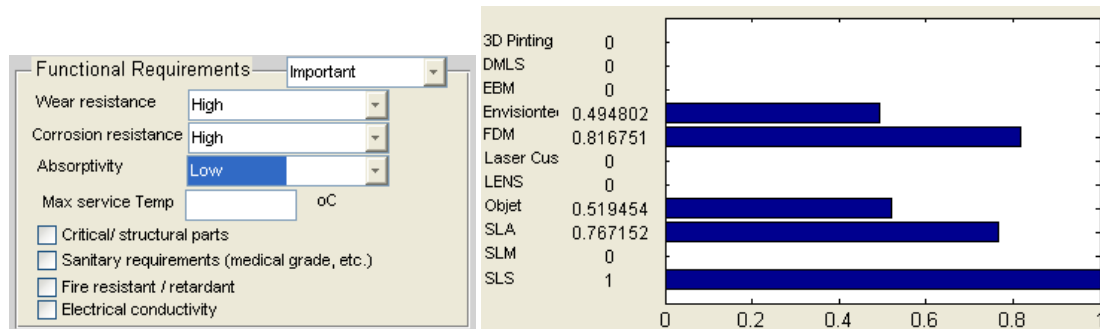 Functional Requirements Important
Wear resistance High
Corrosion resistance High
Absorptivity Low
Max service Temp oC
Critical/ structural parts
Sanitary requirements (medical grade, etc.)
Fire resistant / retardant
Electrical conductivity
3D Pinting 0
DMLS 0
EBM 0
Envisionte 0.494802
FDM 0.816751
Laser Cus 0
LENS 0
Objet 0.519454
SLA 0.767152
SLM 0
SLS 1
0 0.2 0.4 0.6 0.8 1